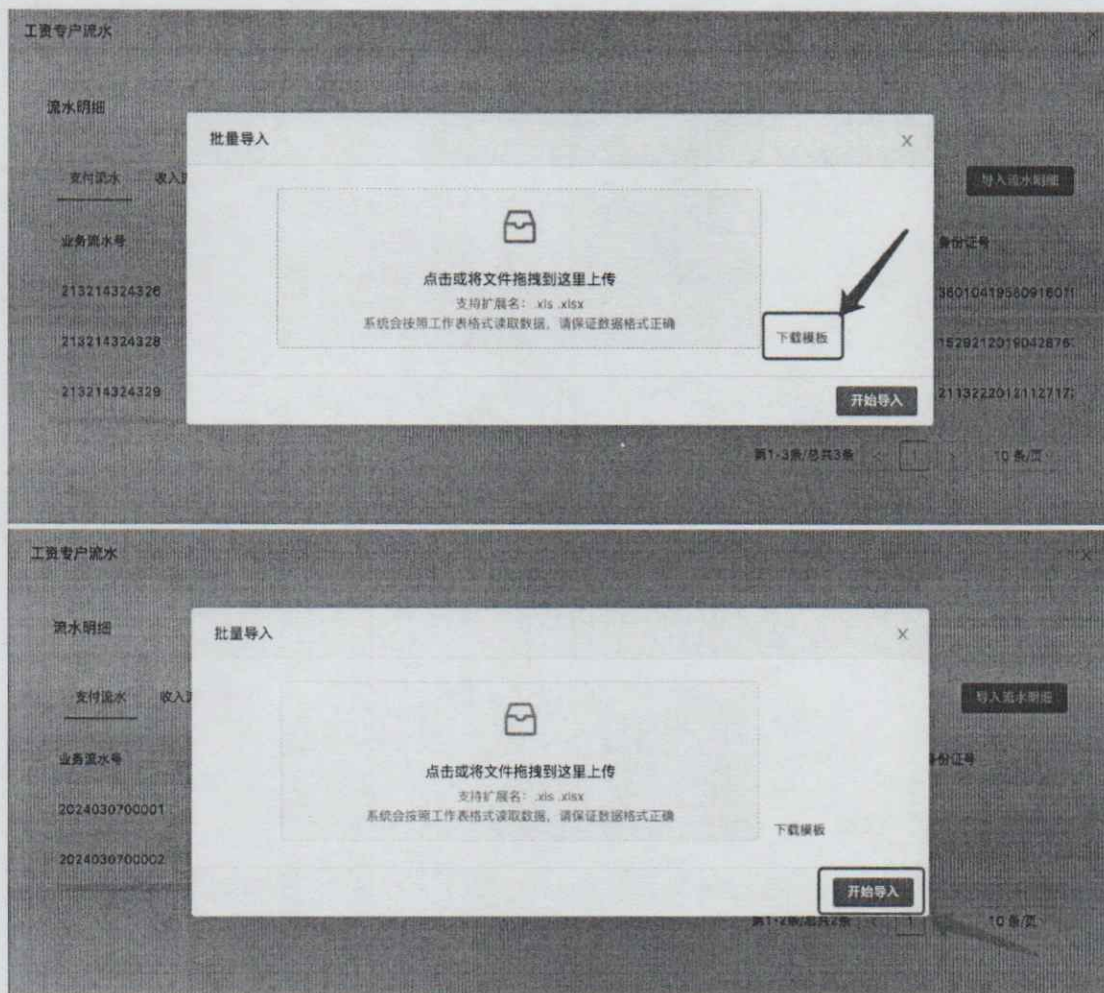 工资专户流水
流水明细
批量导入
支付流水
收入
导入流水明细
点击或将文件拖拽到这里上传
业务流水号
身份证号
支持扩展名： .xls .xlsx
213214324326
系统会按照工作表格式读取数据，请保证数据格式正确
213214324328
下载模板
213214324329
开始导入
第1-3条/总共3条 < 1 > 10 条/页
工资专户流水
流水明细
批量导入
支付流水
收入
导入流水明细
业务流水号
身份证号
点击或将文件拖拽到这里上传
支持扩展名： .xls .xlsx
2024030700001
系统会按照工作表格式读取数据，请保证数据格式正确
下载模板
2024030700002
开始导入
第1-2条/总共2条 < 1 10 条/页